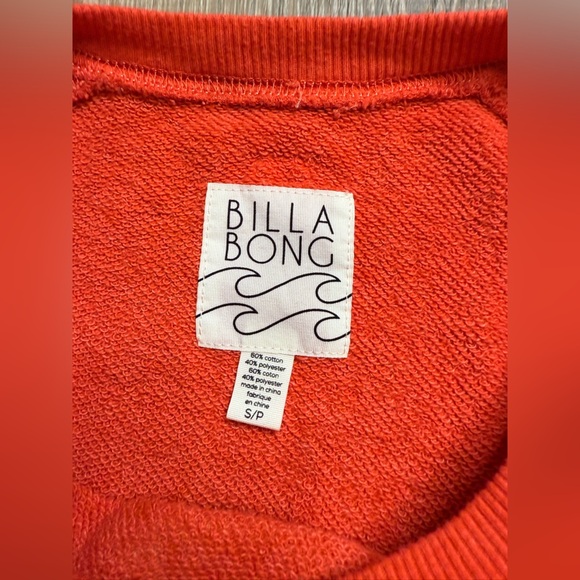 BILLA
BONG
60% cotton
40% polyester
60% coton
40% polyester
made in china
fabriqué
en chine
S/P